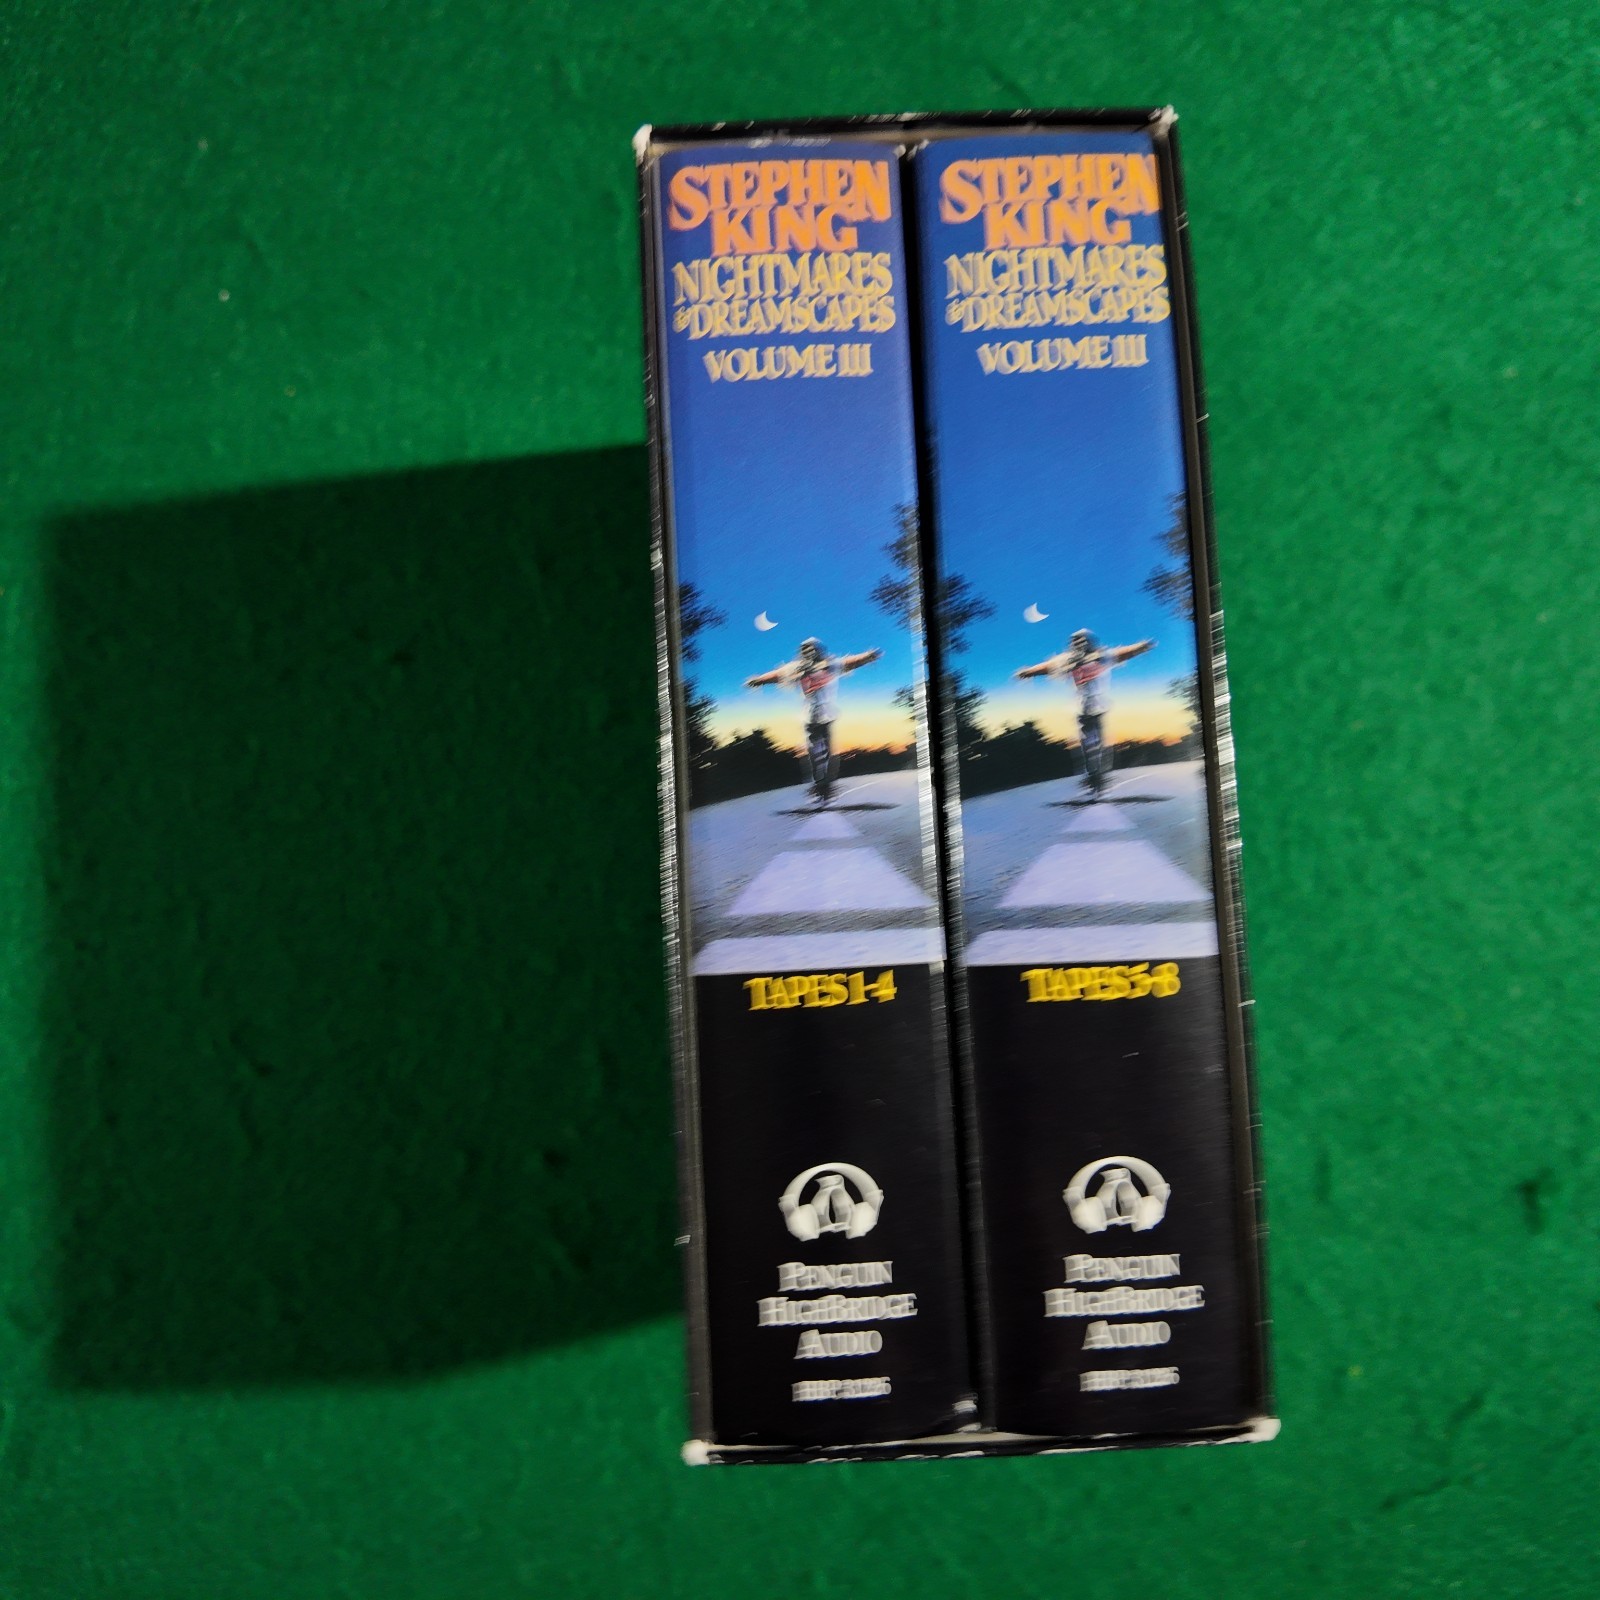 STEPHEN
KING
NIGHTMARES
& DREAMSCAPES
VOLUME III
TAPES 1-4
PENGUIN
HIGHBRIDGE
AUDIO
STEPHEN
KING
NIGHTMARES
& DREAMSCAPES
VOLUME III
TAPES 5-8
PENGUIN
HIGHBRIDGE
AUDIO